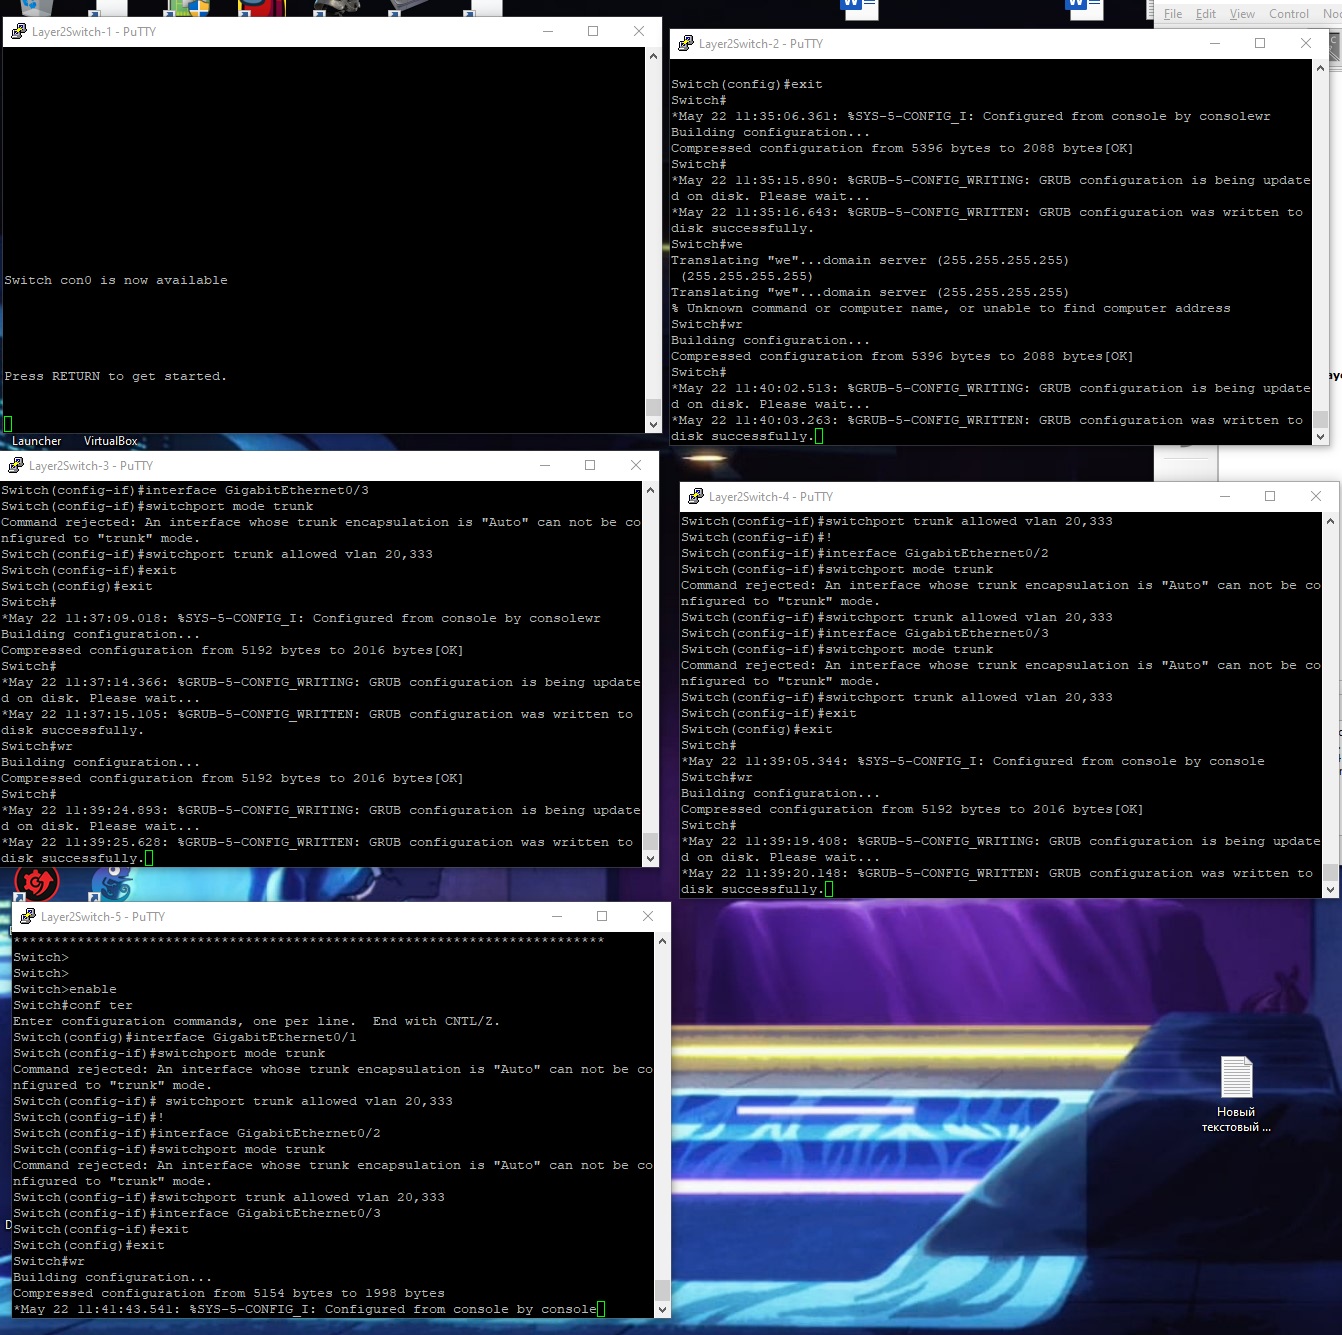 File Edit View Control Nod
Layer2Switch-1 - PuTTY
Switch con0 is now available
Press RETURN to get started.
Layer2Switch-2 - PuTTY
Switch(config)#exit
Switch#
*May 22 11:35:06.361: %SYS-5-CONFIG_I: Configured from console by consolewr
Building configuration...
Compressed configuration from 5396 bytes to 2088 bytes[OK]
Switch#
*May 22 11:35:15.890: %GRUB-5-CONFIG_WRITING: GRUB configuration is being update
d on disk. Please wait...
*May 22 11:35:16.643: %GRUB-5-CONFIG_WRITTEN: GRUB configuration was written to
disk successfully.
Switch#we
Translating "we"...domain server (255.255.255.255)
(255.255.255.255)
Translating "we"...domain server (255.255.255.255)
% Unknown command or computer name, or unable to find computer address
Switch#wr
Building configuration...
Compressed configuration from 5396 bytes to 2088 bytes[OK]
Switch#
*May 22 11:40:02.513: %GRUB-5-CONFIG_WRITING: GRUB configuration is being update
d on disk. Please wait...
*May 22 11:40:03.263: %GRUB-5-CONFIG_WRITTEN: GRUB configuration was written to
disk successfully.
Launcher VirtualBox
Layer2Switch-3 - PuTTY
Switch(config-if)#interface GigabitEthernet0/3
Switch(config-if)#switchport mode trunk
Command rejected: An interface whose trunk encapsulation is "Auto" can not be co
nfigured to "trunk" mode.
Switch(config-if)#switchport trunk allowed vlan 20,333
Switch(config-if)#exit
Switch(config)#exit
Switch#
*May 22 11:37:09.018: %SYS-5-CONFIG_I: Configured from console by consolewr
Building configuration...
Compressed configuration from 5192 bytes to 2016 bytes[OK]
Switch#
*May 22 11:37:14.366: %GRUB-5-CONFIG_WRITING: GRUB configuration is being update
d on disk. Please wait...
*May 22 11:37:15.105: %GRUB-5-CONFIG_WRITTEN: GRUB configuration was written to
disk successfully.
Switch#wr
Building configuration...
Compressed configuration from 5192 bytes to 2016 bytes[OK]
Switch#
*May 22 11:39:24.893: %GRUB-5-CONFIG_WRITING: GRUB configuration is being update
d on disk. Please wait...
*May 22 11:39:25.628: %GRUB-5-CONFIG_WRITTEN: GRUB configuration was written to
disk successfully.
Layer2Switch-4 - PuTTY
Switch(config-if)#switchport trunk allowed vlan 20,333
Switch(config-if)#!
Switch(config-if)#interface GigabitEthernet0/2
Switch(config-if)#switchport mode trunk
Command rejected: An interface whose trunk encapsulation is "Auto" can not be co
nfigured to "trunk" mode.
Switch(config-if)#switchport trunk allowed vlan 20,333
Switch(config-if)#interface GigabitEthernet0/3
Switch(config-if)#switchport mode trunk
Command rejected: An interface whose trunk encapsulation is "Auto" can not be co
nfigured to "trunk" mode.
Switch(config-if)#switchport trunk allowed vlan 20,333
Switch(config-if)#exit
Switch(config)#exit
Switch#
*May 22 11:39:05.344: %SYS-5-CONFIG_I: Configured from console by console
Switch#wr
Building configuration...
Compressed configuration from 5192 bytes to 2016 bytes[OK]
Switch#
*May 22 11:39:19.408: %GRUB-5-CONFIG_WRITING: GRUB configuration is being update
d on disk. Please wait...
*May 22 11:39:20.148: %GRUB-5-CONFIG_WRITTEN: GRUB configuration was written to
disk successfully.
Layer2Switch-5 - PuTTY
**************************************************************************
Switch>
Switch>
Switch>enable
Switch#conf ter
Enter configuration commands, one per line.  End with CNTL/Z.
Switch(config)#interface GigabitEthernet0/1
Switch(config-if)#switchport mode trunk
Command rejected: An interface whose trunk encapsulation is "Auto" can not be co
nfigured to "trunk" mode.
Switch(config-if)# switchport trunk allowed vlan 20,333
Switch(config-if)#!
Switch(config-if)#interface GigabitEthernet0/2
Switch(config-if)#switchport mode trunk
Command rejected: An interface whose trunk encapsulation is "Auto" can not be co
nfigured to "trunk" mode.
Switch(config-if)#switchport trunk allowed vlan 20,333
Switch(config-if)#interface GigabitEthernet0/3
Switch(config-if)#exit
Switch(config)#exit
Switch#wr
Building configuration...
Compressed configuration from 5154 bytes to 1998 bytes
*May 22 11:41:43.541: %SYS-5-CONFIG_I: Configured from console by console
Новый
текстовый ...